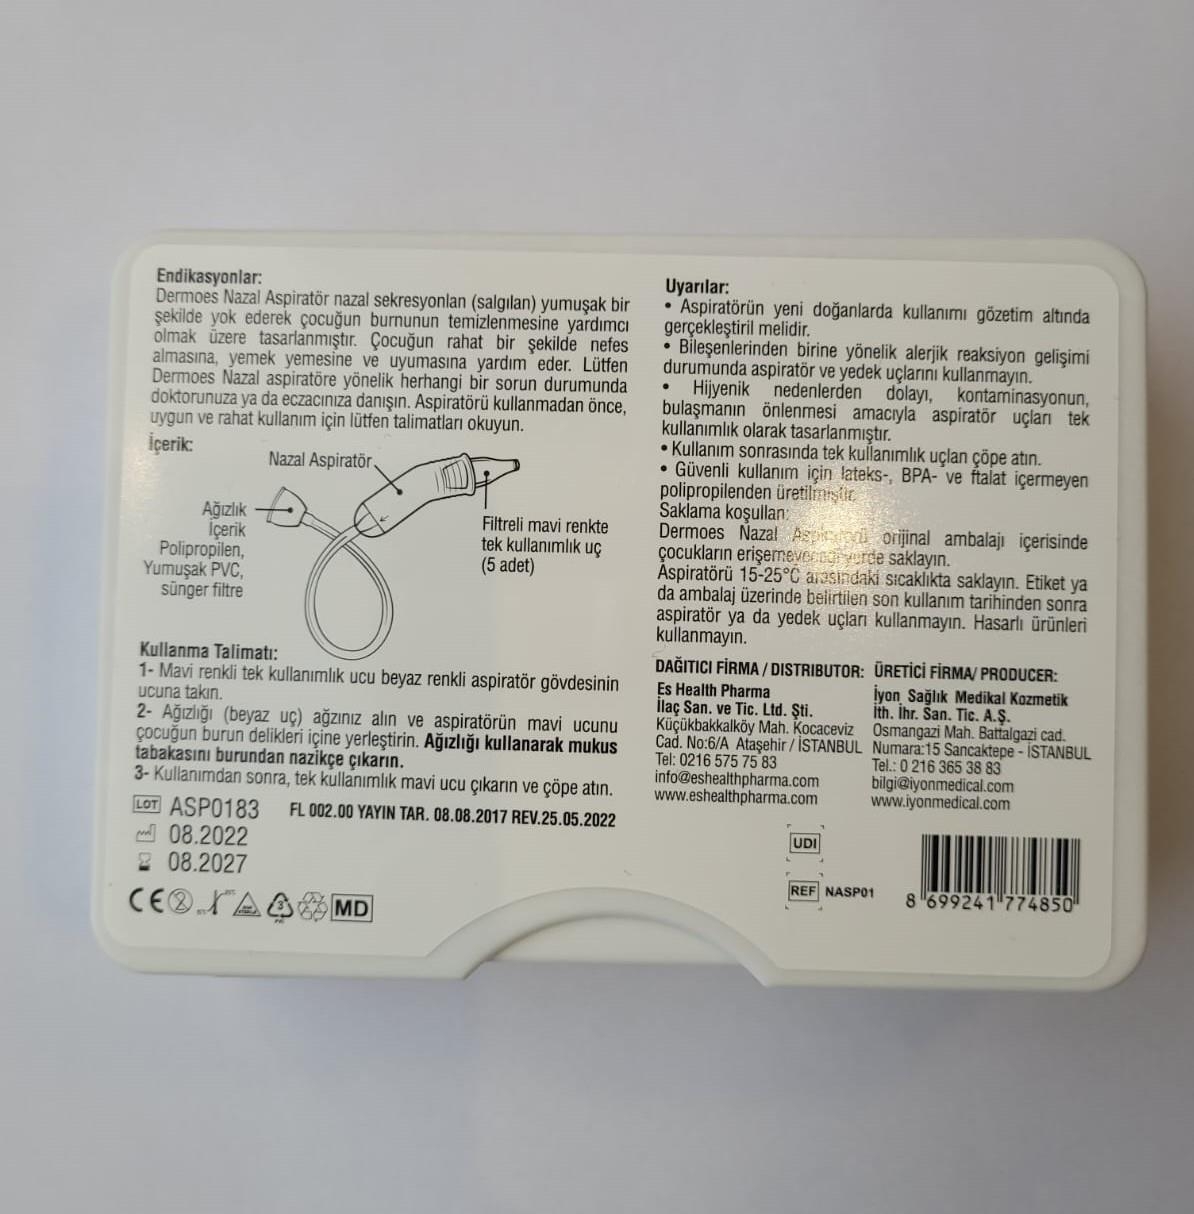 Endikasyonlar:
Dermoes Nazal Aspiratör nazal sekresyonları (salgıları) yumuşak bir
şekilde yok ederek çocuğun burnunun temizlenmesine yardımcı
olmak üzere tasarlanmıştır. Çocuğun rahat bir şekilde nefes
almasına, yemek yemesine ve uyumasına yardım eder. Lütfen
Dermoes Nazal aspiratöre yönelik herhangi bir sorun durumunda
doktorunuza ya da eczacınıza danışın. Aspiratörü kullanmadan önce,
uygun ve rahat kullanım için lütfen talimatları okuyun.
İçerik:
Nazal Aspiratör
Ağızlık
İçerik
Polipropilen,
Yumuşak PVC,
sünger filtre
Filtreli mavi renkte
tek kullanımlık uç
(5 adet)
Kullanma Talimatı:
1- Mavi renkli tek kullanımlık ucu beyaz renkli aspiratör gövdesinin
ucuna takın.
2- Ağızlığı (beyaz uç) ağzınız alın ve aspiratörün mavi ucunu
çocuğun burun delikleri içine yerleştirin. Ağızlığı kullanarak mukus
tabakasını burundan nazikçe çıkarın.
3- Kullanımdan sonra, tek kullanımlık mavi ucu çıkarın ve çöpe atın.
LOT ASP0183 FL 002.00 YAYIN TAR. 08.08.2017 REV.25.05.2022
08.2022
08.2027
CE 2 3 MD
Uyarılar:
• Aspiratörün yeni doğanlarda kullanımı gözetim altında
gerçekleştiril melidir.
• Bileşenlerinden birine yönelik alerjik reaksiyon gelişimi
durumunda aspiratör ve yedek uçlarını kullanmayın.
• Hijyenik nedenlerden dolayı, kontaminasyonun,
bulaşmanın önlenmesi amacıyla aspiratör uçları tek
kullanımlık olarak tasarlanmıştır.
• Kullanım sonrasında tek kullanımlık uçları çöpe atın.
• Güvenli kullanım için lateks-, BPA- ve ftalat içermeyen
polipropilenden üretilmiştir.
Saklama koşulları:
Dermoes Nazal Aspiratörü orijinal ambalajı içerisinde
çocukların erişemeyeceği yerde saklayın.
Aspiratörü 15-25°C arasındaki sıcaklıkta saklayın. Etiket ya
da ambalaj üzerinde belirtilen son kullanım tarihinden sonra
aspiratör ya da yedek uçları kullanmayın. Hasarlı ürünleri
kullanmayın.
DAĞITICI FİRMA / DISTRIBUTOR:
Es Health Pharma
İlaç San. ve Tic. Ltd. Şti.
Küçükbakkalköy Mah. Kocaceviz
Cad. No:6/A Ataşehir / İSTANBUL
Tel: 0216 575 75 83
info@eshealthpharma.com
www.eshealthpharma.com
ÜRETİCİ FİRMA/ PRODUCER:
İyon Sağlık Medikal Kozmetik
İth. İhr. San. Tic. A.Ş.
Osmangazi Mah. Battalgazi cad.
Numara:15 Sancaktepe - İSTANBUL
Tel.: 0 216 365 38 83
bilgi@iyonmedical.com
www.iyonmedical.com
UDI
REF NASP01
8 699241 774850